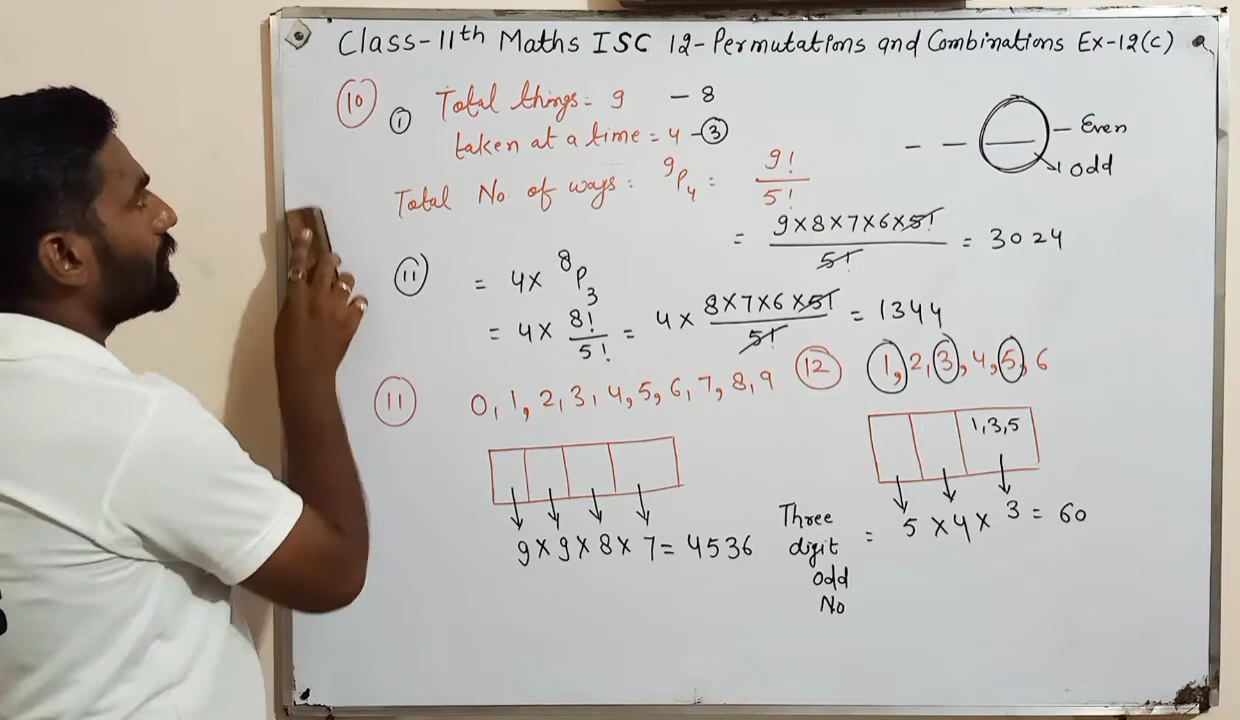 Class-11th Maths ISC 12-Permutations and Combinations Ex-12(c)
10 i Total things = 9 - 8
taken at a time = 4 - 3
Total No. of ways = ⁹P₄ = 9! / 5!
= 9×8×7×6×5! / 5! = 3024
- - - Even
Odd
ii = 4× ⁸P₃
= 4× 8! / 5! = 4× 8×7×6×5! / 5! = 1344
11 0, 1, 2, 3, 4, 5, 6, 7, 8, 9
9×9×8×7 = 4536
12 1, 2, 3, 4, 5, 6
1,3,5
Three digit odd No = 5×4×3 = 60